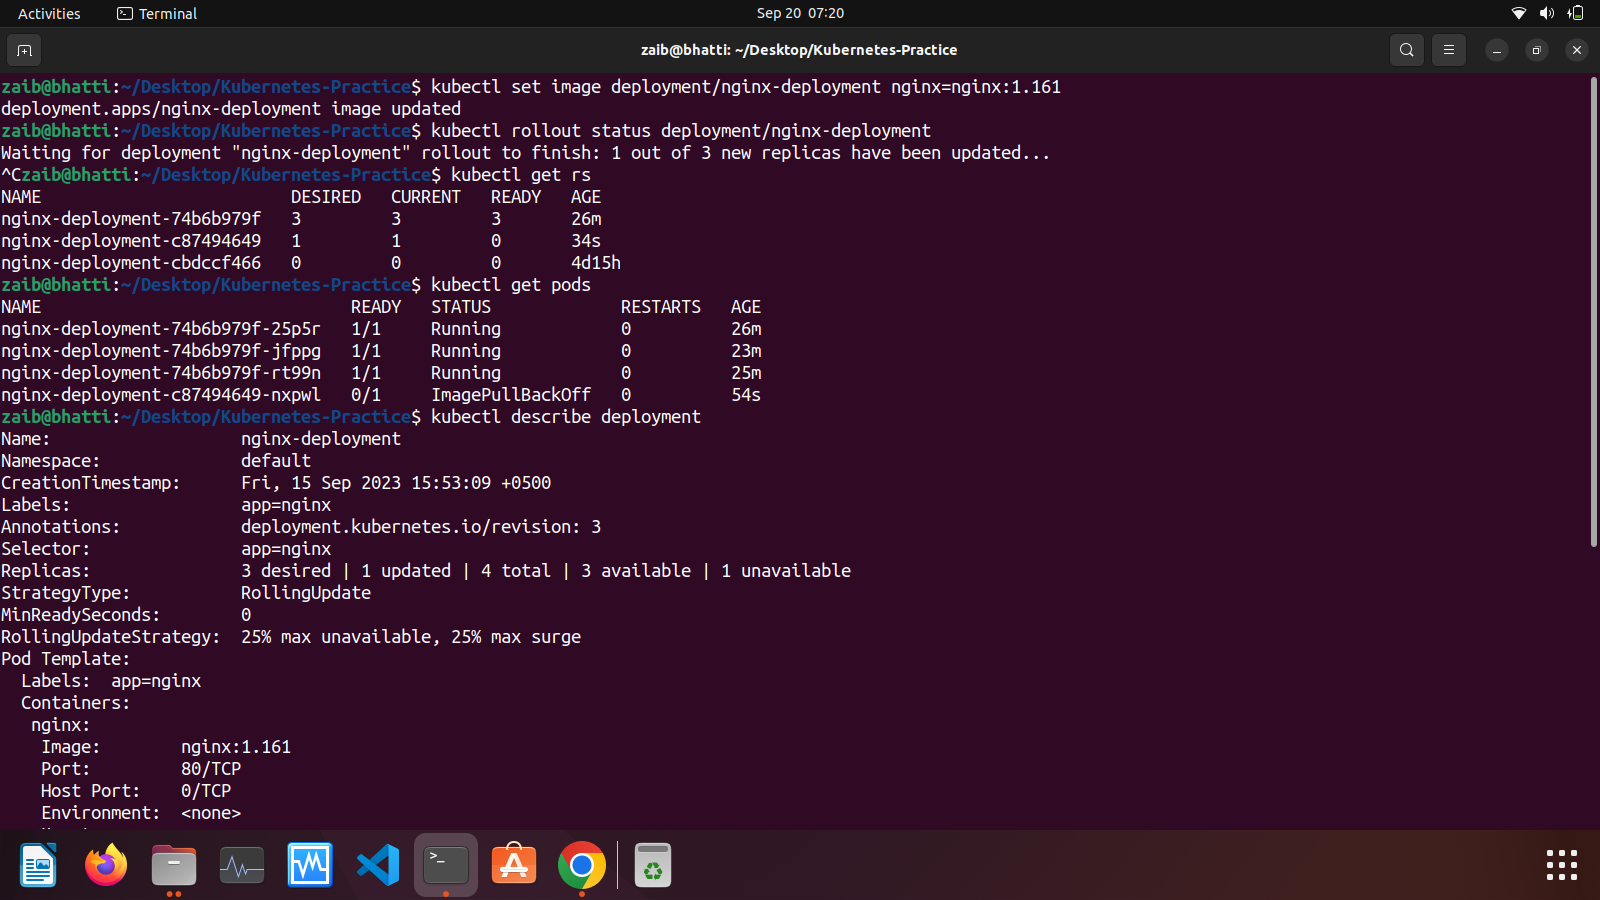 Activities Terminal Sep 20 07:20
zaib@bhatti: ~/Desktop/Kubernetes-Practice
zaib@bhatti:~/Desktop/Kubernetes-Practice$ kubectl set image deployment/nginx-deployment nginx=nginx:1.161
deployment.apps/nginx-deployment image updated
zaib@bhatti:~/Desktop/Kubernetes-Practice$ kubectl rollout status deployment/nginx-deployment
Waiting for deployment "nginx-deployment" rollout to finish: 1 out of 3 new replicas have been updated...
^Czaib@bhatti:~/Desktop/Kubernetes-Practice$ kubectl get rs
NAME                         DESIRED   CURRENT   READY   AGE
nginx-deployment-74b6b979f   3         3         3       26m
nginx-deployment-c87494649   1         1         0       34s
nginx-deployment-cbdccf466   0         0         0       4d15h
zaib@bhatti:~/Desktop/Kubernetes-Practice$ kubectl get pods
NAME                               READY   STATUS             RESTARTS   AGE
nginx-deployment-74b6b979f-25p5r   1/1     Running            0          26m
nginx-deployment-74b6b979f-jfppg   1/1     Running            0          23m
nginx-deployment-74b6b979f-rt99n   1/1     Running            0          25m
nginx-deployment-c87494649-nxpwl   0/1     ImagePullBackOff   0          54s
zaib@bhatti:~/Desktop/Kubernetes-Practice$ kubectl describe deployment
Name:                   nginx-deployment
Namespace:              default
CreationTimestamp:      Fri, 15 Sep 2023 15:53:09 +0500
Labels:                 app=nginx
Annotations:            deployment.kubernetes.io/revision: 3
Selector:               app=nginx
Replicas:               3 desired | 1 updated | 4 total | 3 available | 1 unavailable
StrategyType:           RollingUpdate
MinReadySeconds:        0
RollingUpdateStrategy:  25% max unavailable, 25% max surge
Pod Template:
  Labels:  app=nginx
  Containers:
   nginx:
    Image:        nginx:1.161
    Port:         80/TCP
    Host Port:    0/TCP
    Environment:  <none>